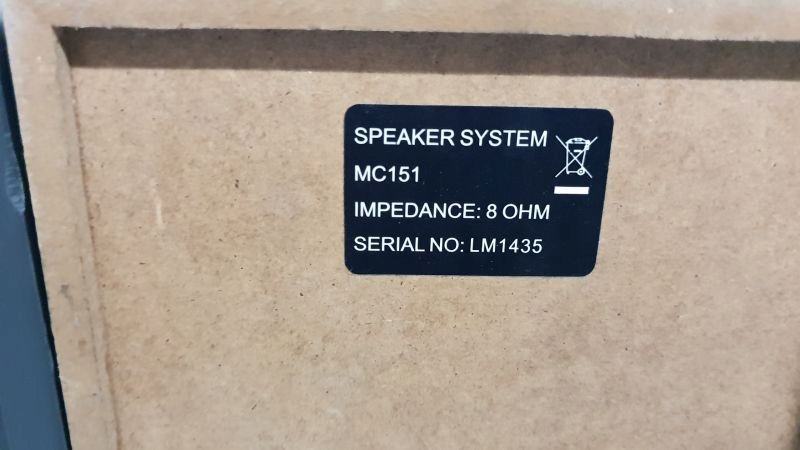 SPEAKER SYSTEM
MC151
IMPEDANCE: 8 OHM
SERIAL NO: LM1435